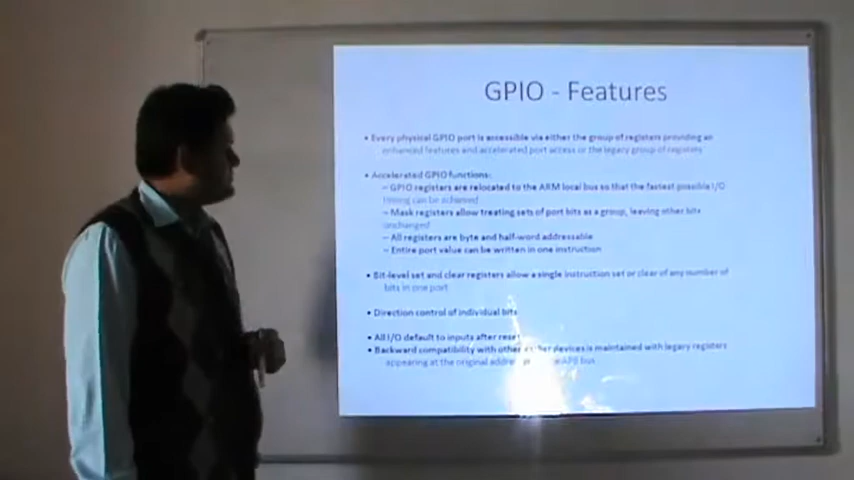 GPIO - Features
• Every physical GPIO port is accessible via either the group of registers providing an
enhanced features and accelerated port access or the legacy group of registers
• Accelerated GPIO functions:
– GPIO registers are relocated to the ARM local bus so that the fastest possible I/O
timing can be achieved
– Mask registers allow treating sets of port bits as a group, leaving other bits
unchanged
– All registers are byte and half-word addressable
– Entire port value can be written in one instruction
• Bit-level set and clear registers allow a single instruction set or clear of any number of
bits in one port
• Direction control of individual bits
• All I/O default to inputs after reset
• Backward compatibility with other devices is maintained with legacy registers
appearing at the original APB bus